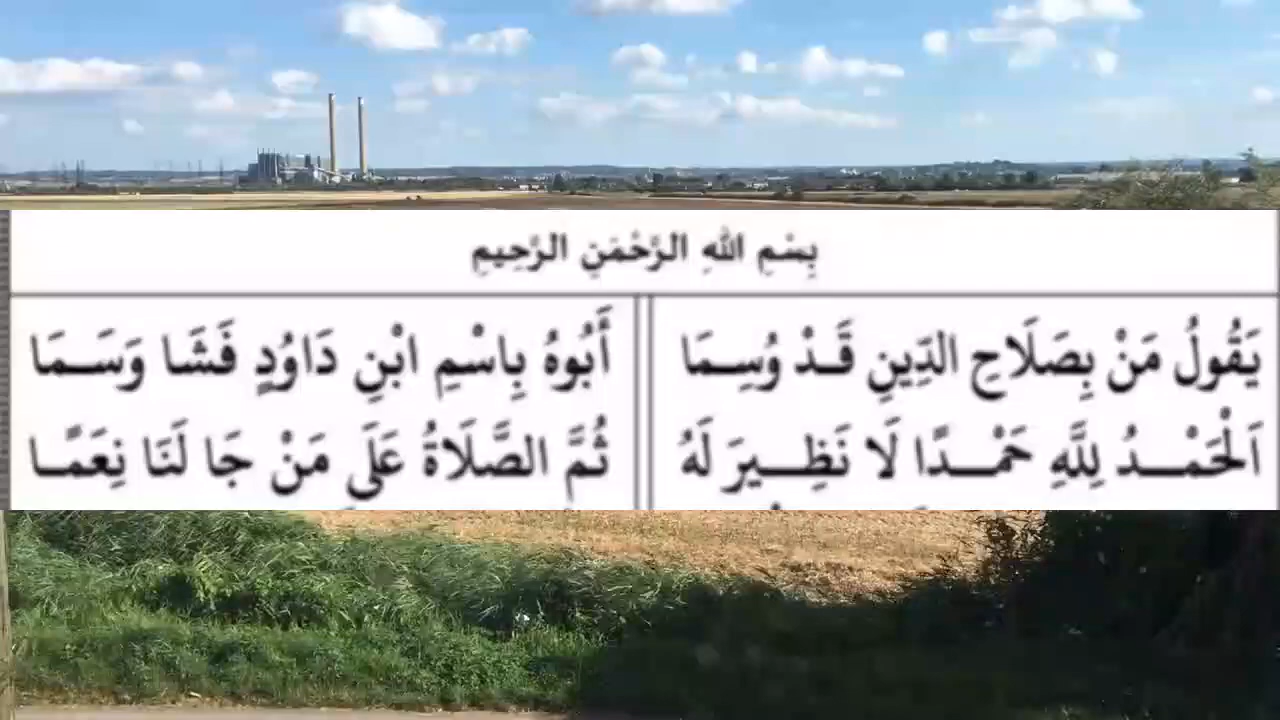 بِسْمِ اللهِ الرَّحْمَنِ الرَّحِيمِ
يَقُولُ مَنْ بِصَلَاحِ الدِّينِ قَدْ وُسِمَا أَبُوهُ بِاسْمِ ابْنِ دَاوُدٍ فَشَا وَسَمَا
اَلْحَمْدُ لِلَّهِ حَمْدًا لَا نَظِيرَ لَهُ ثُمَّ الصَّلَاةُ عَلَى مَنْ جَا لَنَا نِعَمًا